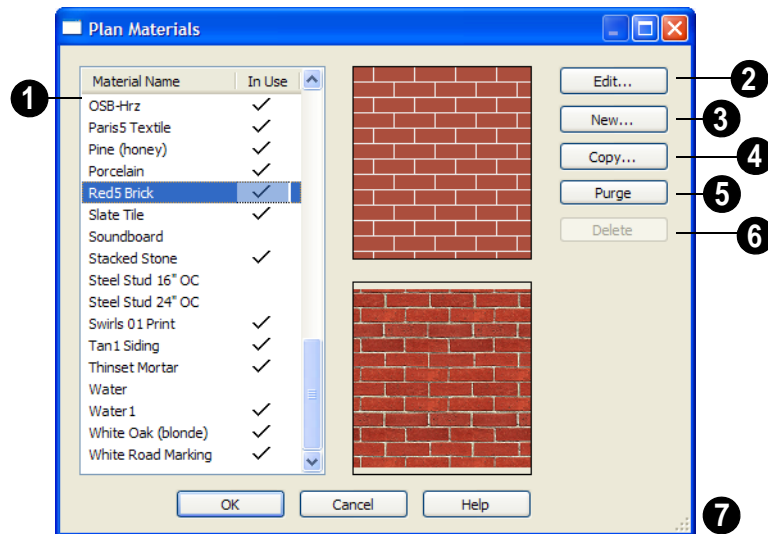 Plan Materials
Material Name In Use
OSB-Hrz
Paris5 Textile
Pine (honey)
Porcelain
Red5 Brick
Slate Tile
Soundboard
Stacked Stone
Steel Stud 16" OC
Steel Stud 24" OC
Swirls 01 Print
Tan1 Siding
Thinset Mortar
Water
Water1
White Oak (blonde)
White Road Marking
Edit...
New...
Copy...
Purge
Delete
OK Cancel Help
1
2
3
4
5
6
7